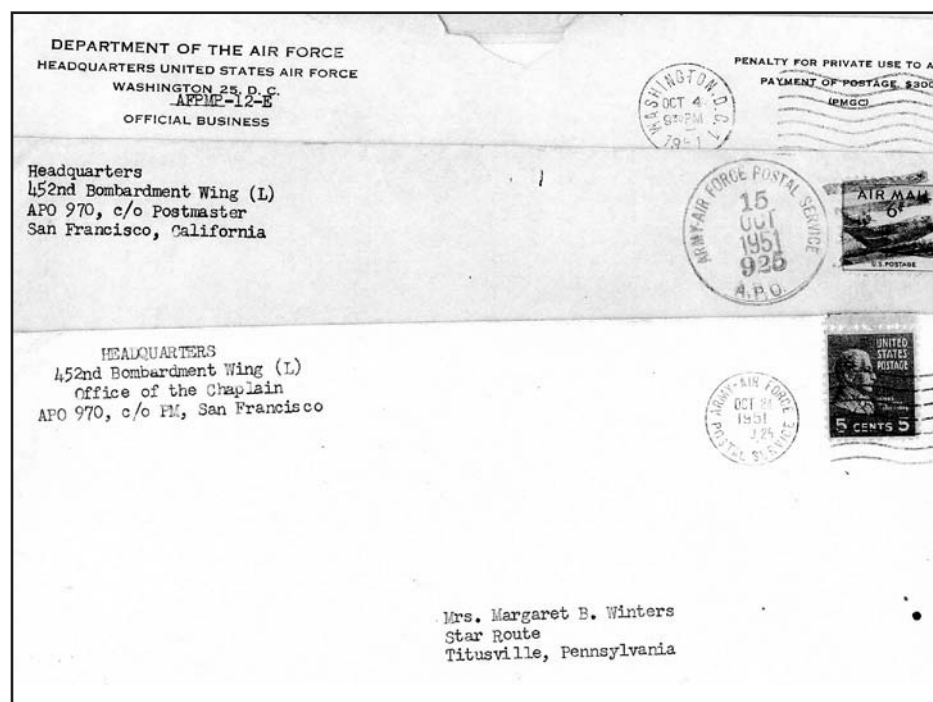 DEPARTMENT OF THE AIR FORCE
HEADQUARTERS UNITED STATES AIR FORCE
WASHINGTON 25, D. C.
AFPMP-12-E
OFFICIAL BUSINESS
PENALTY FOR PRIVATE USE TO A
PAYMENT OF POSTAGE, $300
(PMGC)
WASHINGTON, D.C. 1
OCT 4
9 PM
1951
Headquarters
452nd Bombardment Wing (L)
APO 970, c/o Postmaster
San Francisco, California
ARMY-AIR FORCE POSTAL SERVICE
15
OCT
1951
925
A.P.O.
AIR MAIL
6¢
U.S. POSTAGE
HEADQUARTERS
452nd Bombardment Wing (L)
Office of the Chaplain
APO 970, c/o PM, San Francisco
ARMY-AIR FORCE
OCT
1951
POSTAL SERVICE
UNITED
STATES
POSTAGE
5 CENTS 5
Mrs. Margaret B. Winters
Star Route
Titusville, Pennsylvania